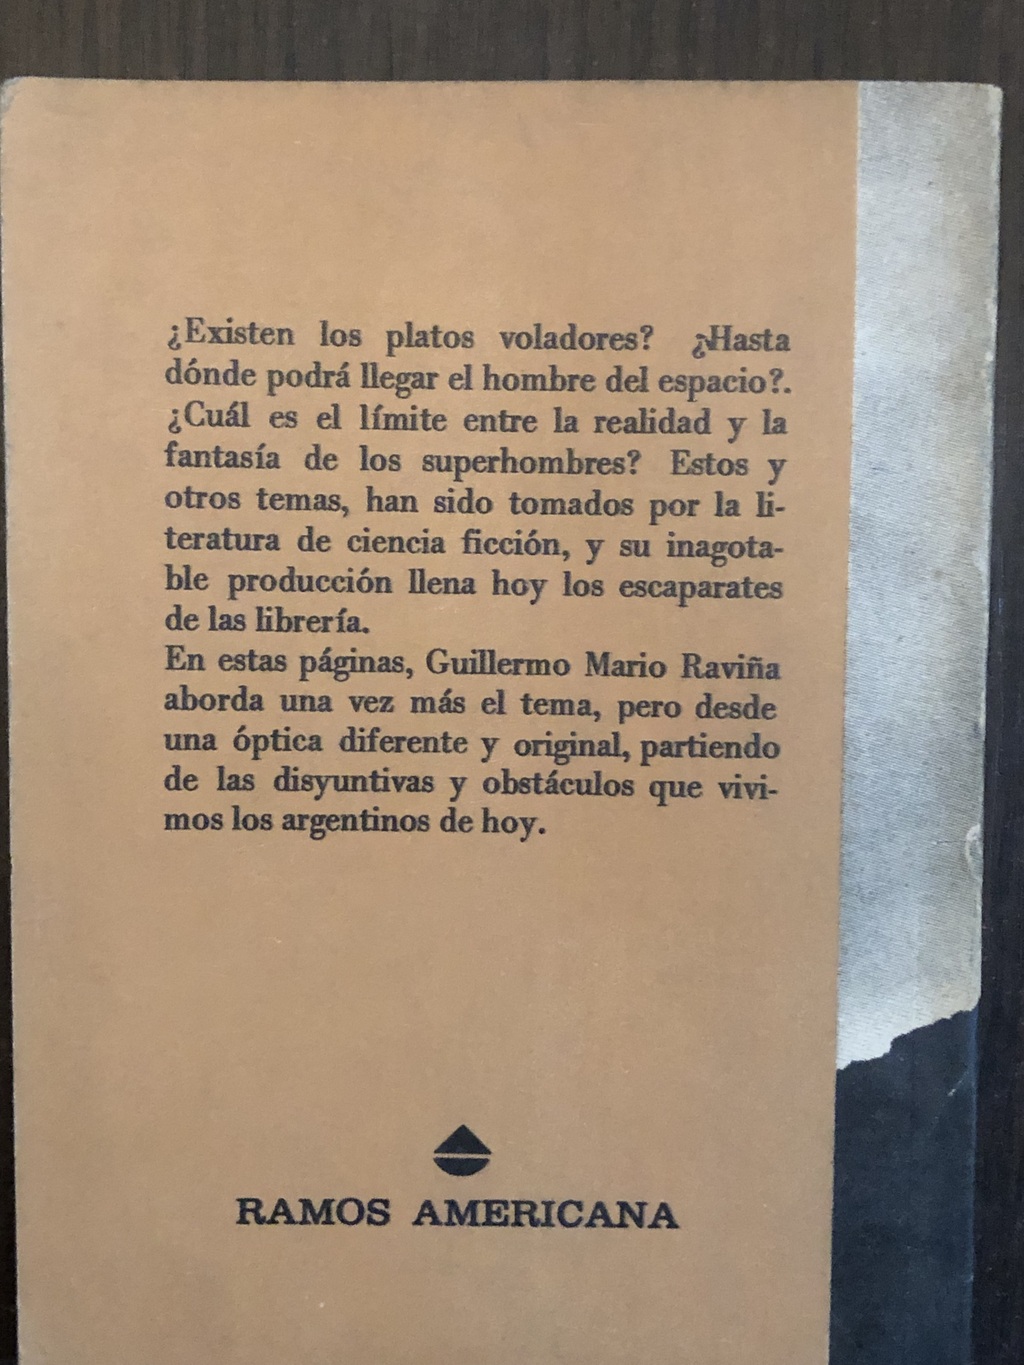 ¿Existen los platos voladores? ¿Hasta
dónde podrá llegar el hombre del espacio?.
¿Cuál es el límite entre la realidad y la
fantasía de los superhombres? Estos y
otros temas, han sido tomados por la li-
teratura de ciencia ficción, y su inagota-
ble producción llena hoy los escaparates
de las librería.
En estas páginas, Guillermo Mario Raviña
aborda una vez más el tema, pero desde
una óptica diferente y original, partiendo
de las disyuntivas y obstáculos que vivi-
mos los argentinos de hoy.
RAMOS AMERICANA